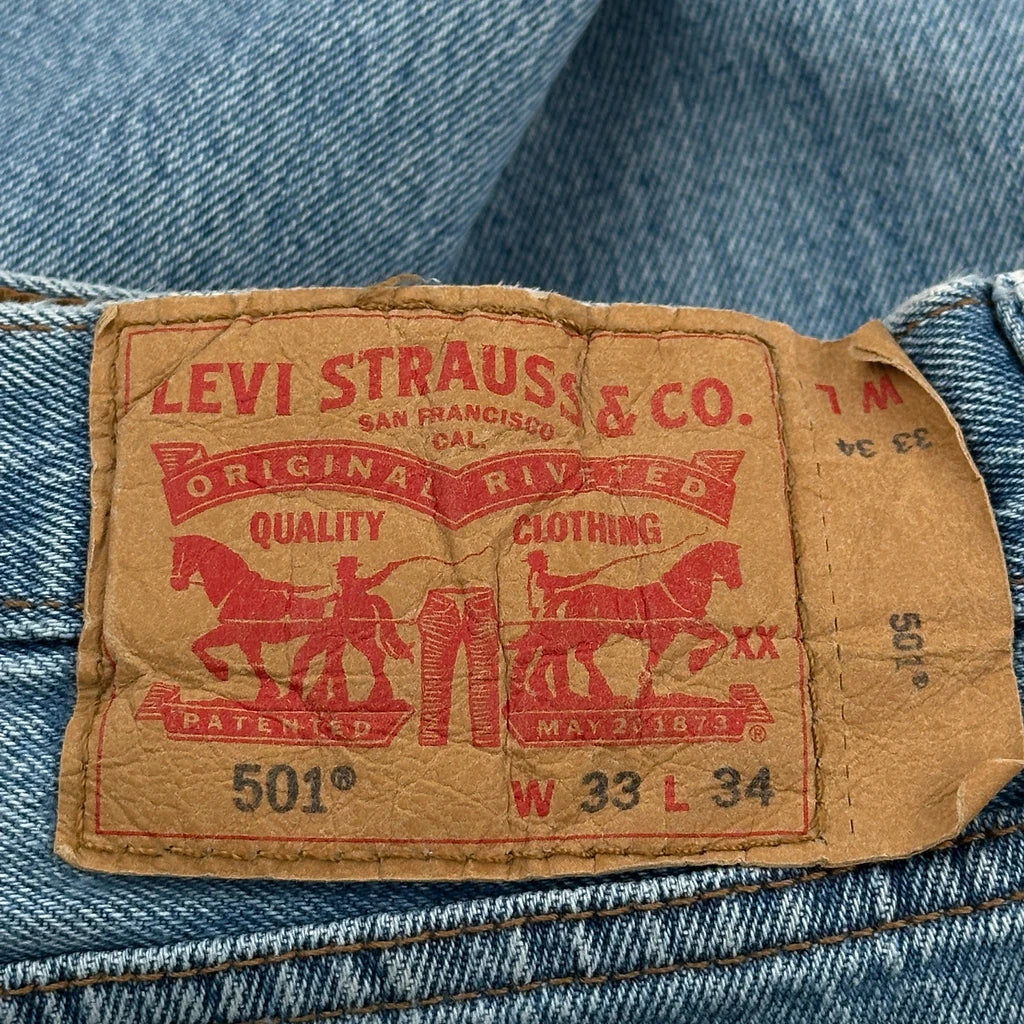 LEVI STRAUSS & CO.
SAN FRANCISCO
CAL.
ORIGINAL RIVETED
QUALITY CLOTHING
XX
PATENTED MAY 20 1873 ®
501® W 33 L 34
W L
33 34
501®